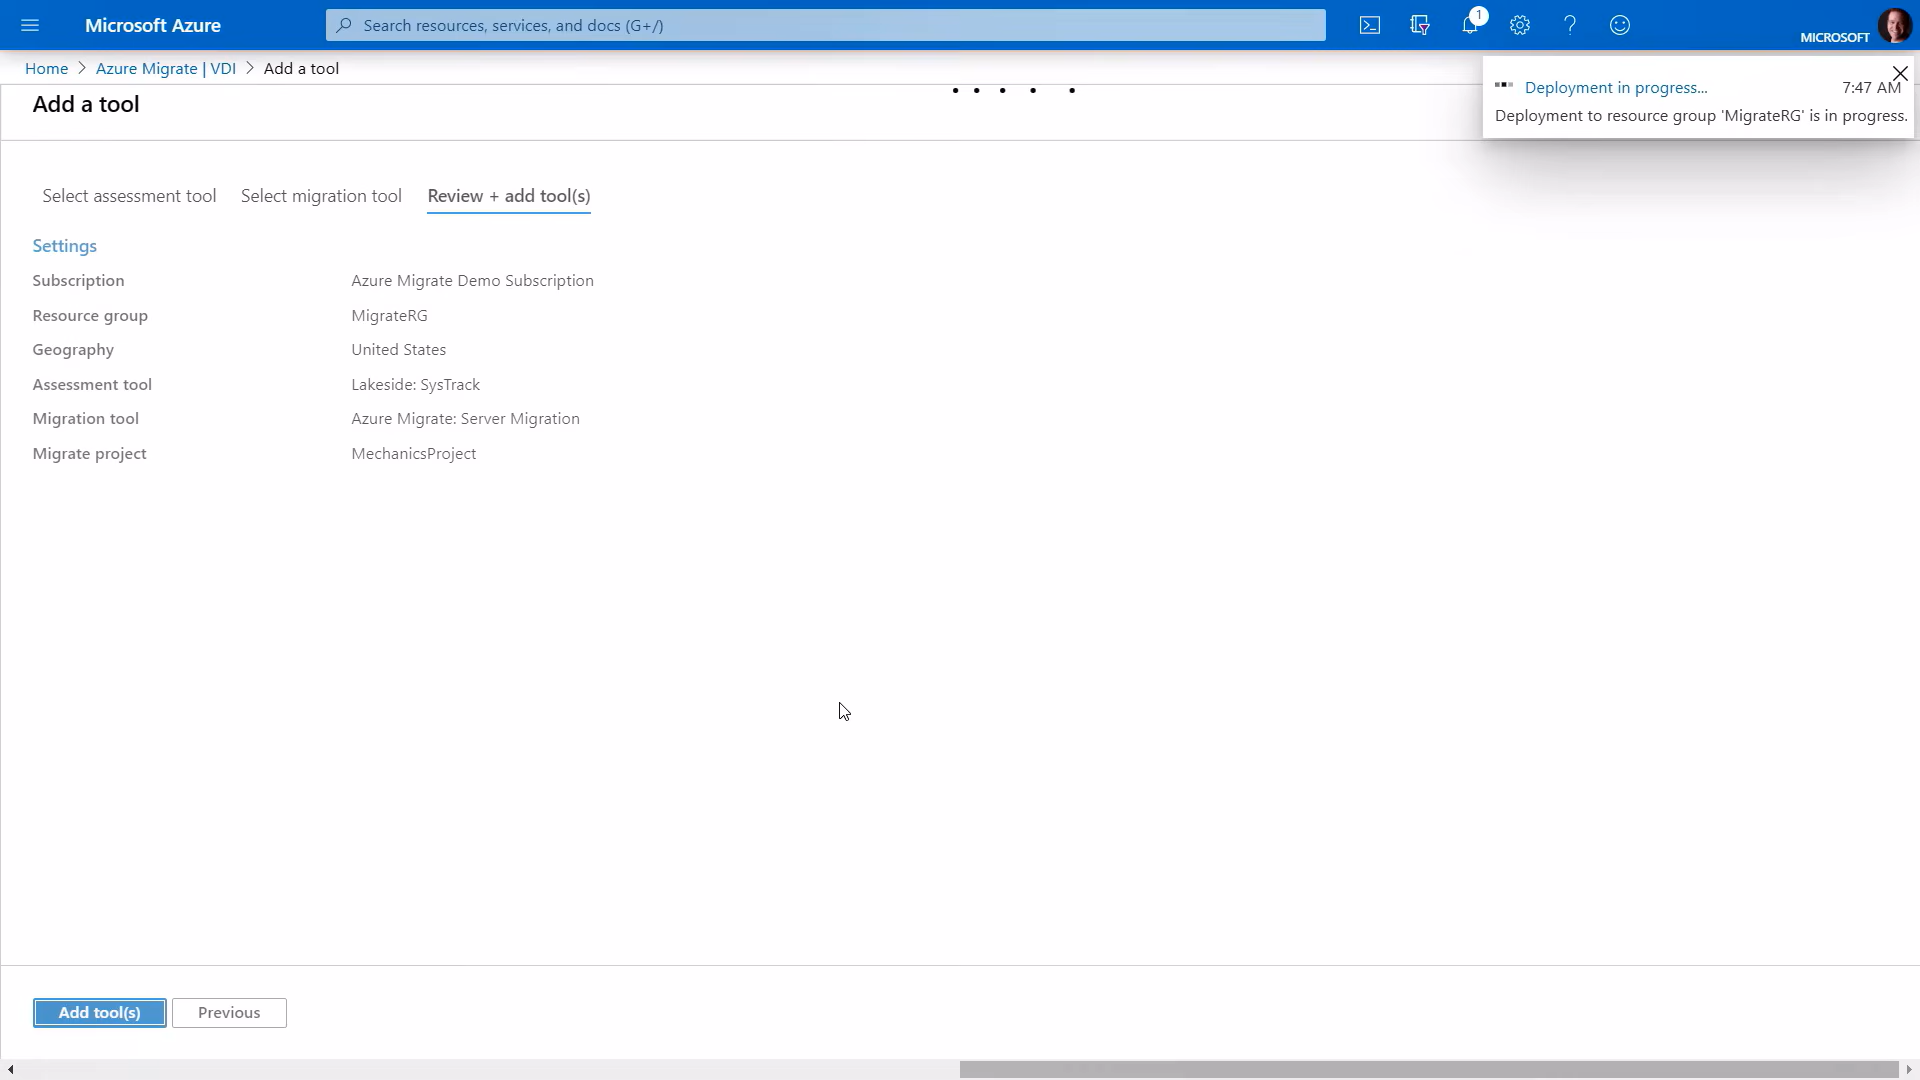 Microsoft Azure
Search resources, services, and docs (G+/)
1
MICROSOFT
Home > Azure Migrate | VDI > Add a tool
Add a tool
Deployment in progress... 7:47 AM
Deployment to resource group 'MigrateRG' is in progress.
Select assessment tool Select migration tool Review + add tool(s)
Settings
Subscription Azure Migrate Demo Subscription
Resource group MigrateRG
Geography United States
Assessment tool Lakeside: SysTrack
Migration tool Azure Migrate: Server Migration
Migrate project MechanicsProject
Add tool(s) Previous